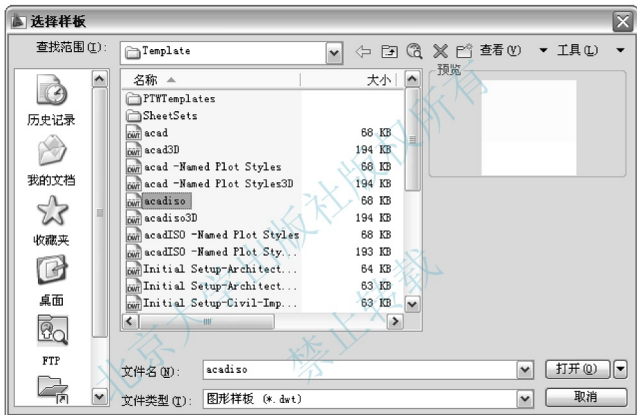 选择样板
查找范围(I):
Template
查看(V)
工具(L)
名称
大小
预览
PTWTemplates
SheetSets
acad
68 KB
acad3D
194 KB
acad -Named Plot Styles
68 KB
acad -Named Plot Styles3D
194 KB
acadiso
68 KB
acadiso3D
194 KB
acadISO -Named Plot Styles
68 KB
acadISO -Named Plot Sty...
193 KB
Initial Setup-Architect...
64 KB
Initial Setup-Architect...
63 KB
Initial Setup-Civil-Imp...
63 KB
历史记录
我的文档
收藏夹
桌面
FTP
文件名(N):
acadiso
打开(O)
文件类型(T):
图形样板 (*.dwt)
取消
北京大学出版社版权所有
禁止转载